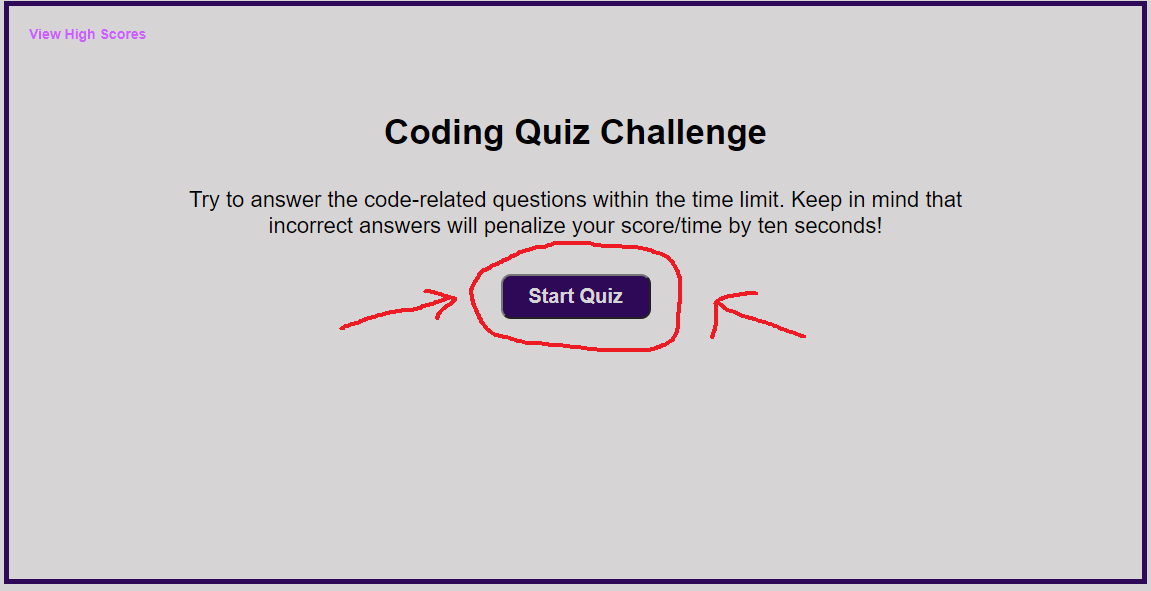 View High Scores
Coding Quiz Challenge
Try to answer the code-related questions within the time limit. Keep in mind that
incorrect answers will penalize your score/time by ten seconds!
Start Quiz